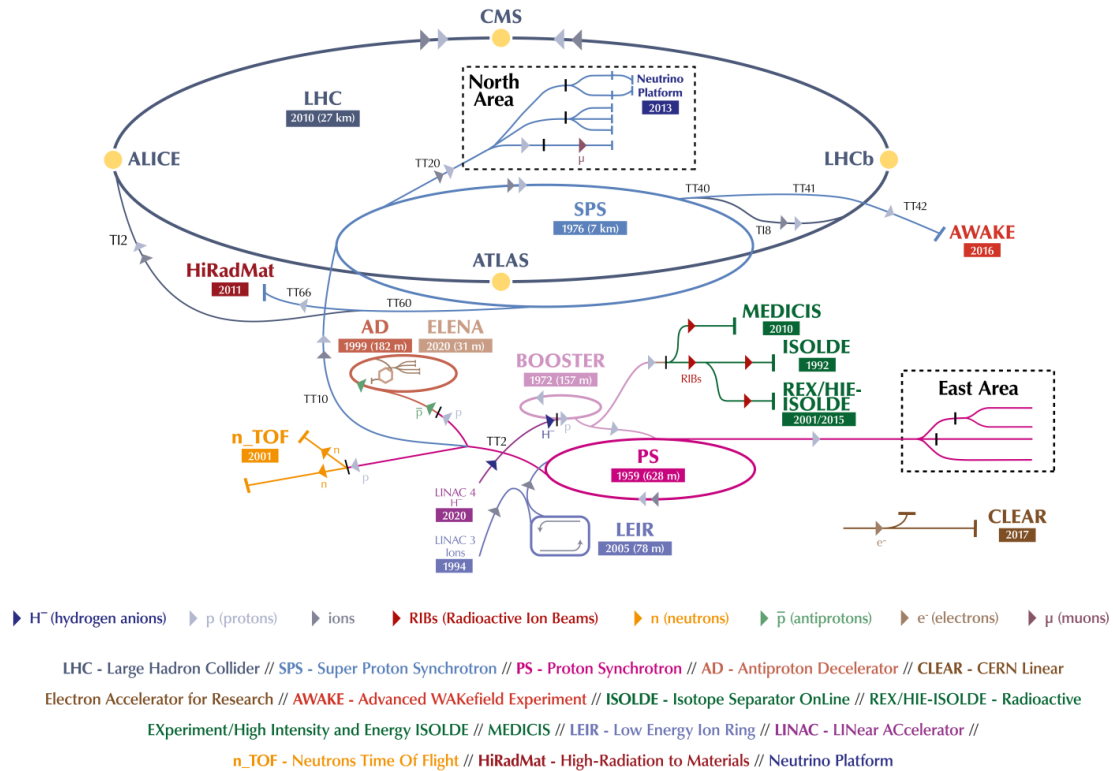 CMS
North
Area
Neutrino
Platform
2013
LHC
2010 (27 km)
ALICE
LHCb
TT20
μ
TT40
TT41
TT42
SPS
1976 (7 km)
TI8
AWAKE
2016
TI2
ATLAS
HiRadMat
2011
TT66
TT60
AD
1999 (182 m)
ELENA
2020 (31 m)
MEDICIS
2010
BOOSTER
1972 (157 m)
ISOLDE
1992
RIBs
REX/HIE-
ISOLDE
2001/2015
East Area
TT10
p̅
p
H⁻
p
TT2
n_TOF
2001
n
n
p
PS
1959 (628 m)
LINAC 4
H⁻
2020
LINAC 3
Ions
1994
LEIR
2005 (78 m)
CLEAR
2017
e⁻
H⁻ (hydrogen anions)
p (protons)
ions
RIBs (Radioactive Ion Beams)
n (neutrons)
p̅ (antiprotons)
e⁻ (electrons)
μ (muons)
LHC - Large Hadron Collider // SPS - Super Proton Synchrotron // PS - Proton Synchrotron // AD - Antiproton Decelerator // CLEAR - CERN Linear
Electron Accelerator for Research // AWAKE - Advanced WAKefield Experiment // ISOLDE - Isotope Separator OnLine // REX/HIE-ISOLDE - Radioactive
EXperiment/High Intensity and Energy ISOLDE // MEDICIS // LEIR - Low Energy Ion Ring // LINAC - LINear ACcelerator //
n_TOF - Neutrons Time Of Flight // HiRadMat - High-Radiation to Materials // Neutrino Platform